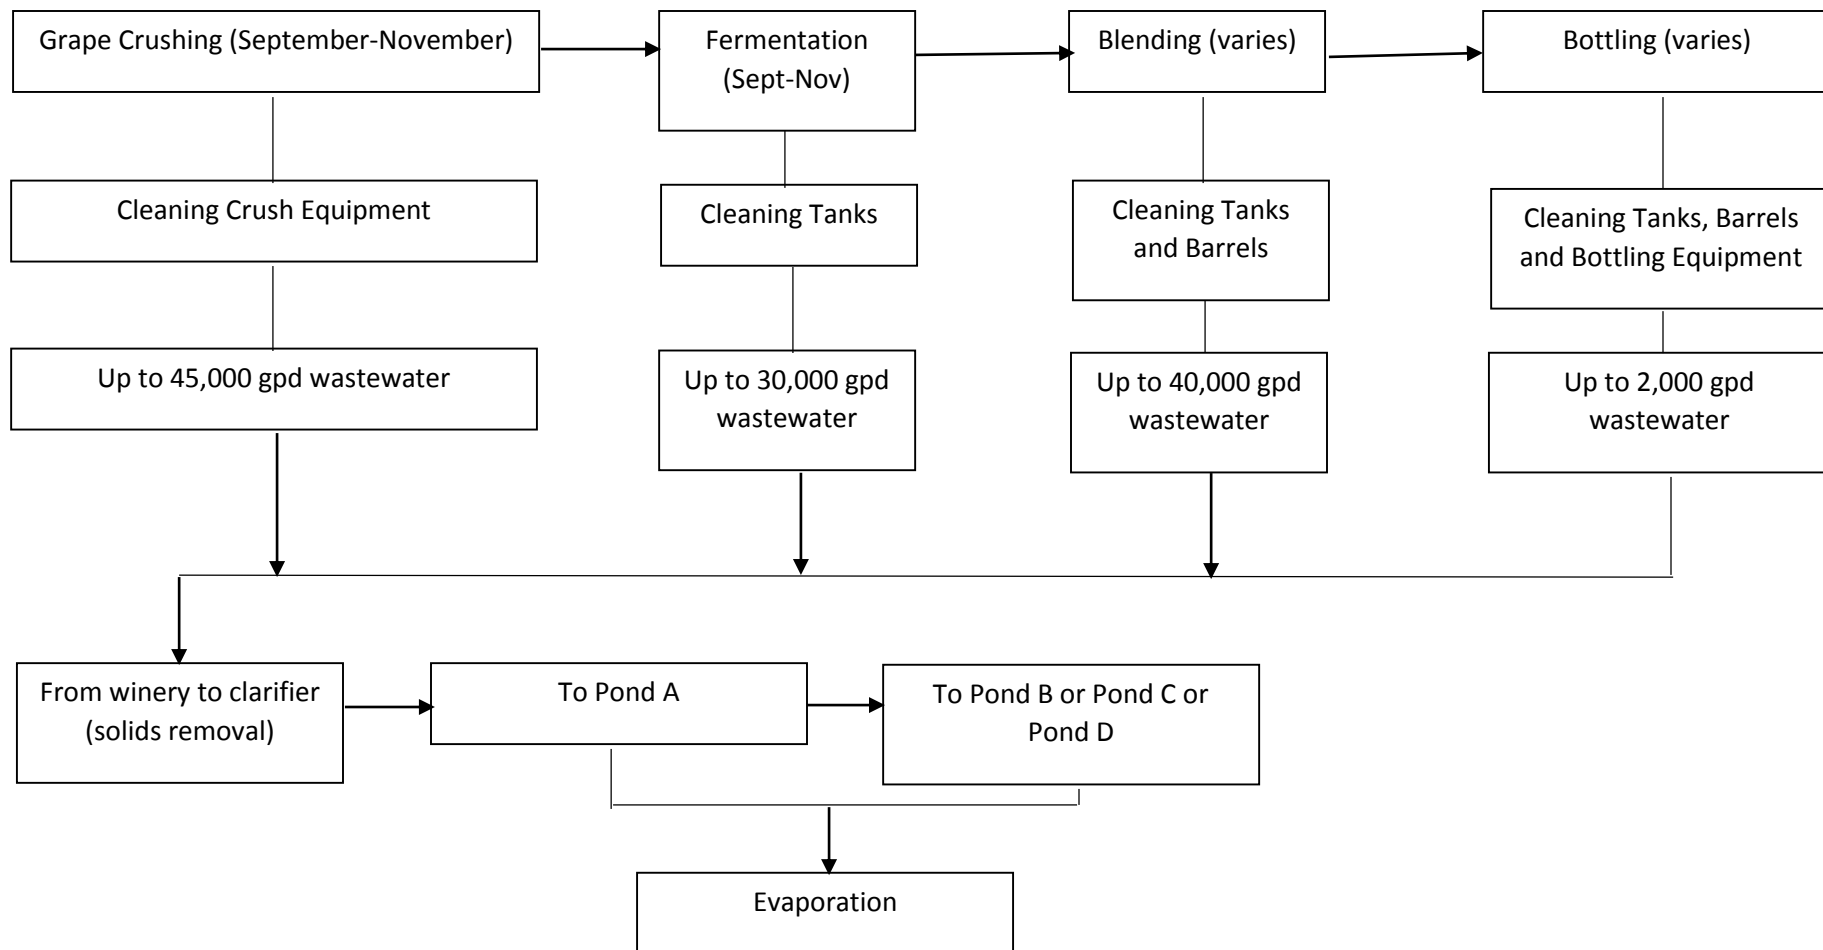 Grape Crushing (September-November)
Fermentation
(Sept-Nov)
Blending (varies)
Bottling (varies)
Cleaning Crush Equipment
Cleaning Tanks
Cleaning Tanks
and Barrels
Cleaning Tanks, Barrels
and Bottling Equipment
Up to 45,000 gpd wastewater
Up to 30,000 gpd
wastewater
Up to 40,000 gpd
wastewater
Up to 2,000 gpd
wastewater
From winery to clarifier
(solids removal)
To Pond A
To Pond B or Pond C or
Pond D
Evaporation